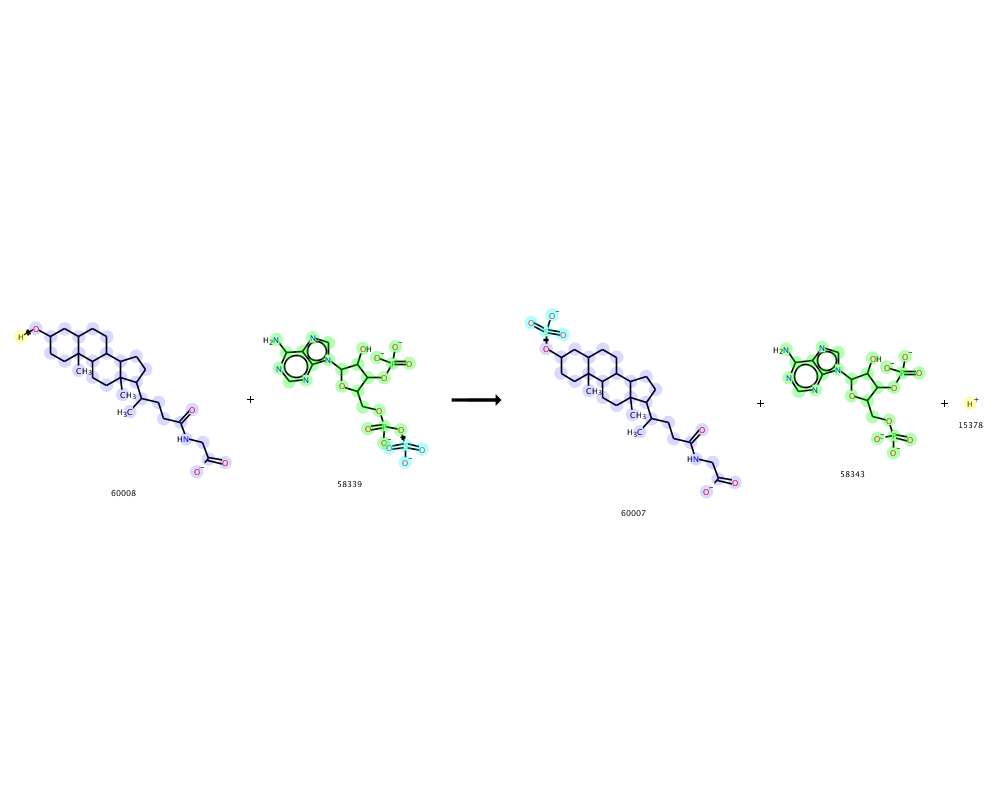 H O CH₃ CH₃ H₃C O HN O⁻ O
60008
+
H₂N N N N N O OH O P O⁻ O⁻ O O P O O⁻ O S O O O⁻
58339
O⁻ O S O O CH₃ CH₃ H₃C O HN O⁻ O
60007
+
H₂N N N N N O OH O P O⁻ O⁻ O O P O⁻ O O⁻
58343
+
H⁺
15378